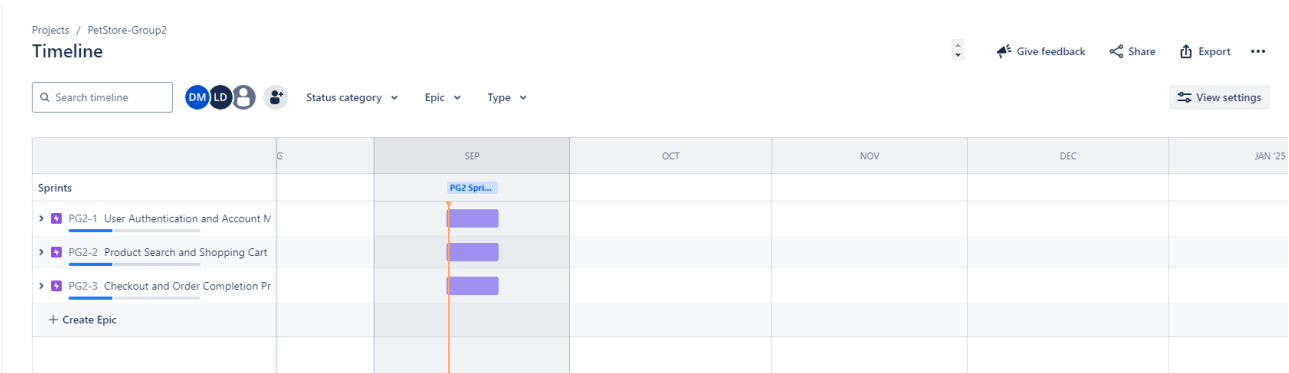 Projects / PetStore-Group2
Timeline
Give feedback Share Export
Search timeline DM LD Status category Epic Type View settings
G SEP OCT NOV DEC JAN '25
Sprints PG2 Spri...
PG2-1 User Authentication and Account M
PG2-2 Product Search and Shopping Cart
PG2-3 Checkout and Order Completion Pr
+ Create Epic